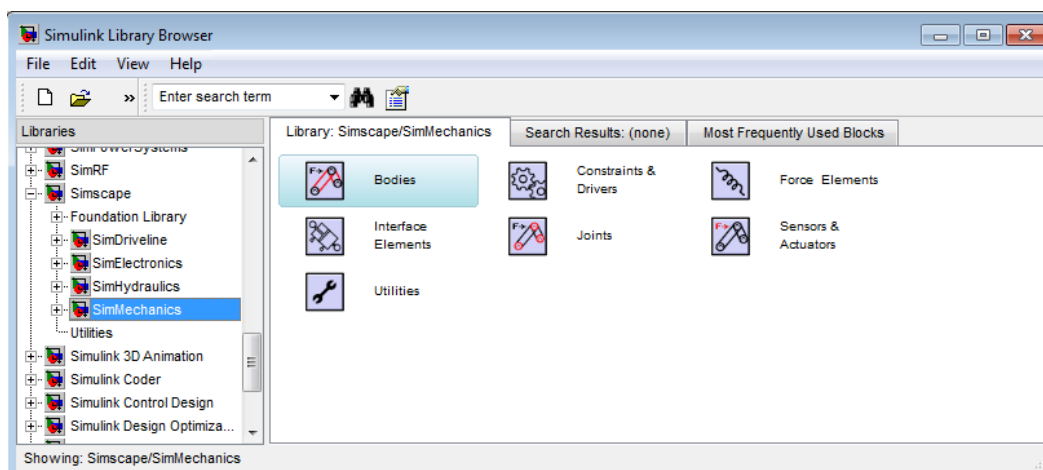 Simulink Library Browser
File Edit View Help
» Enter search term
Libraries
Library: Simscape/SimMechanics
Search Results: (none)
Most Frequently Used Blocks
SimPowerSystems
SimRF
Simscape
Foundation Library
SimDriveline
SimElectronics
SimHydraulics
SimMechanics
Utilities
Simulink 3D Animation
Simulink Coder
Simulink Control Design
Simulink Design Optimiza...
Bodies
Constraints &
Drivers
Force Elements
Interface
Elements
Joints
Sensors &
Actuators
Utilities
Showing: Simscape/SimMechanics